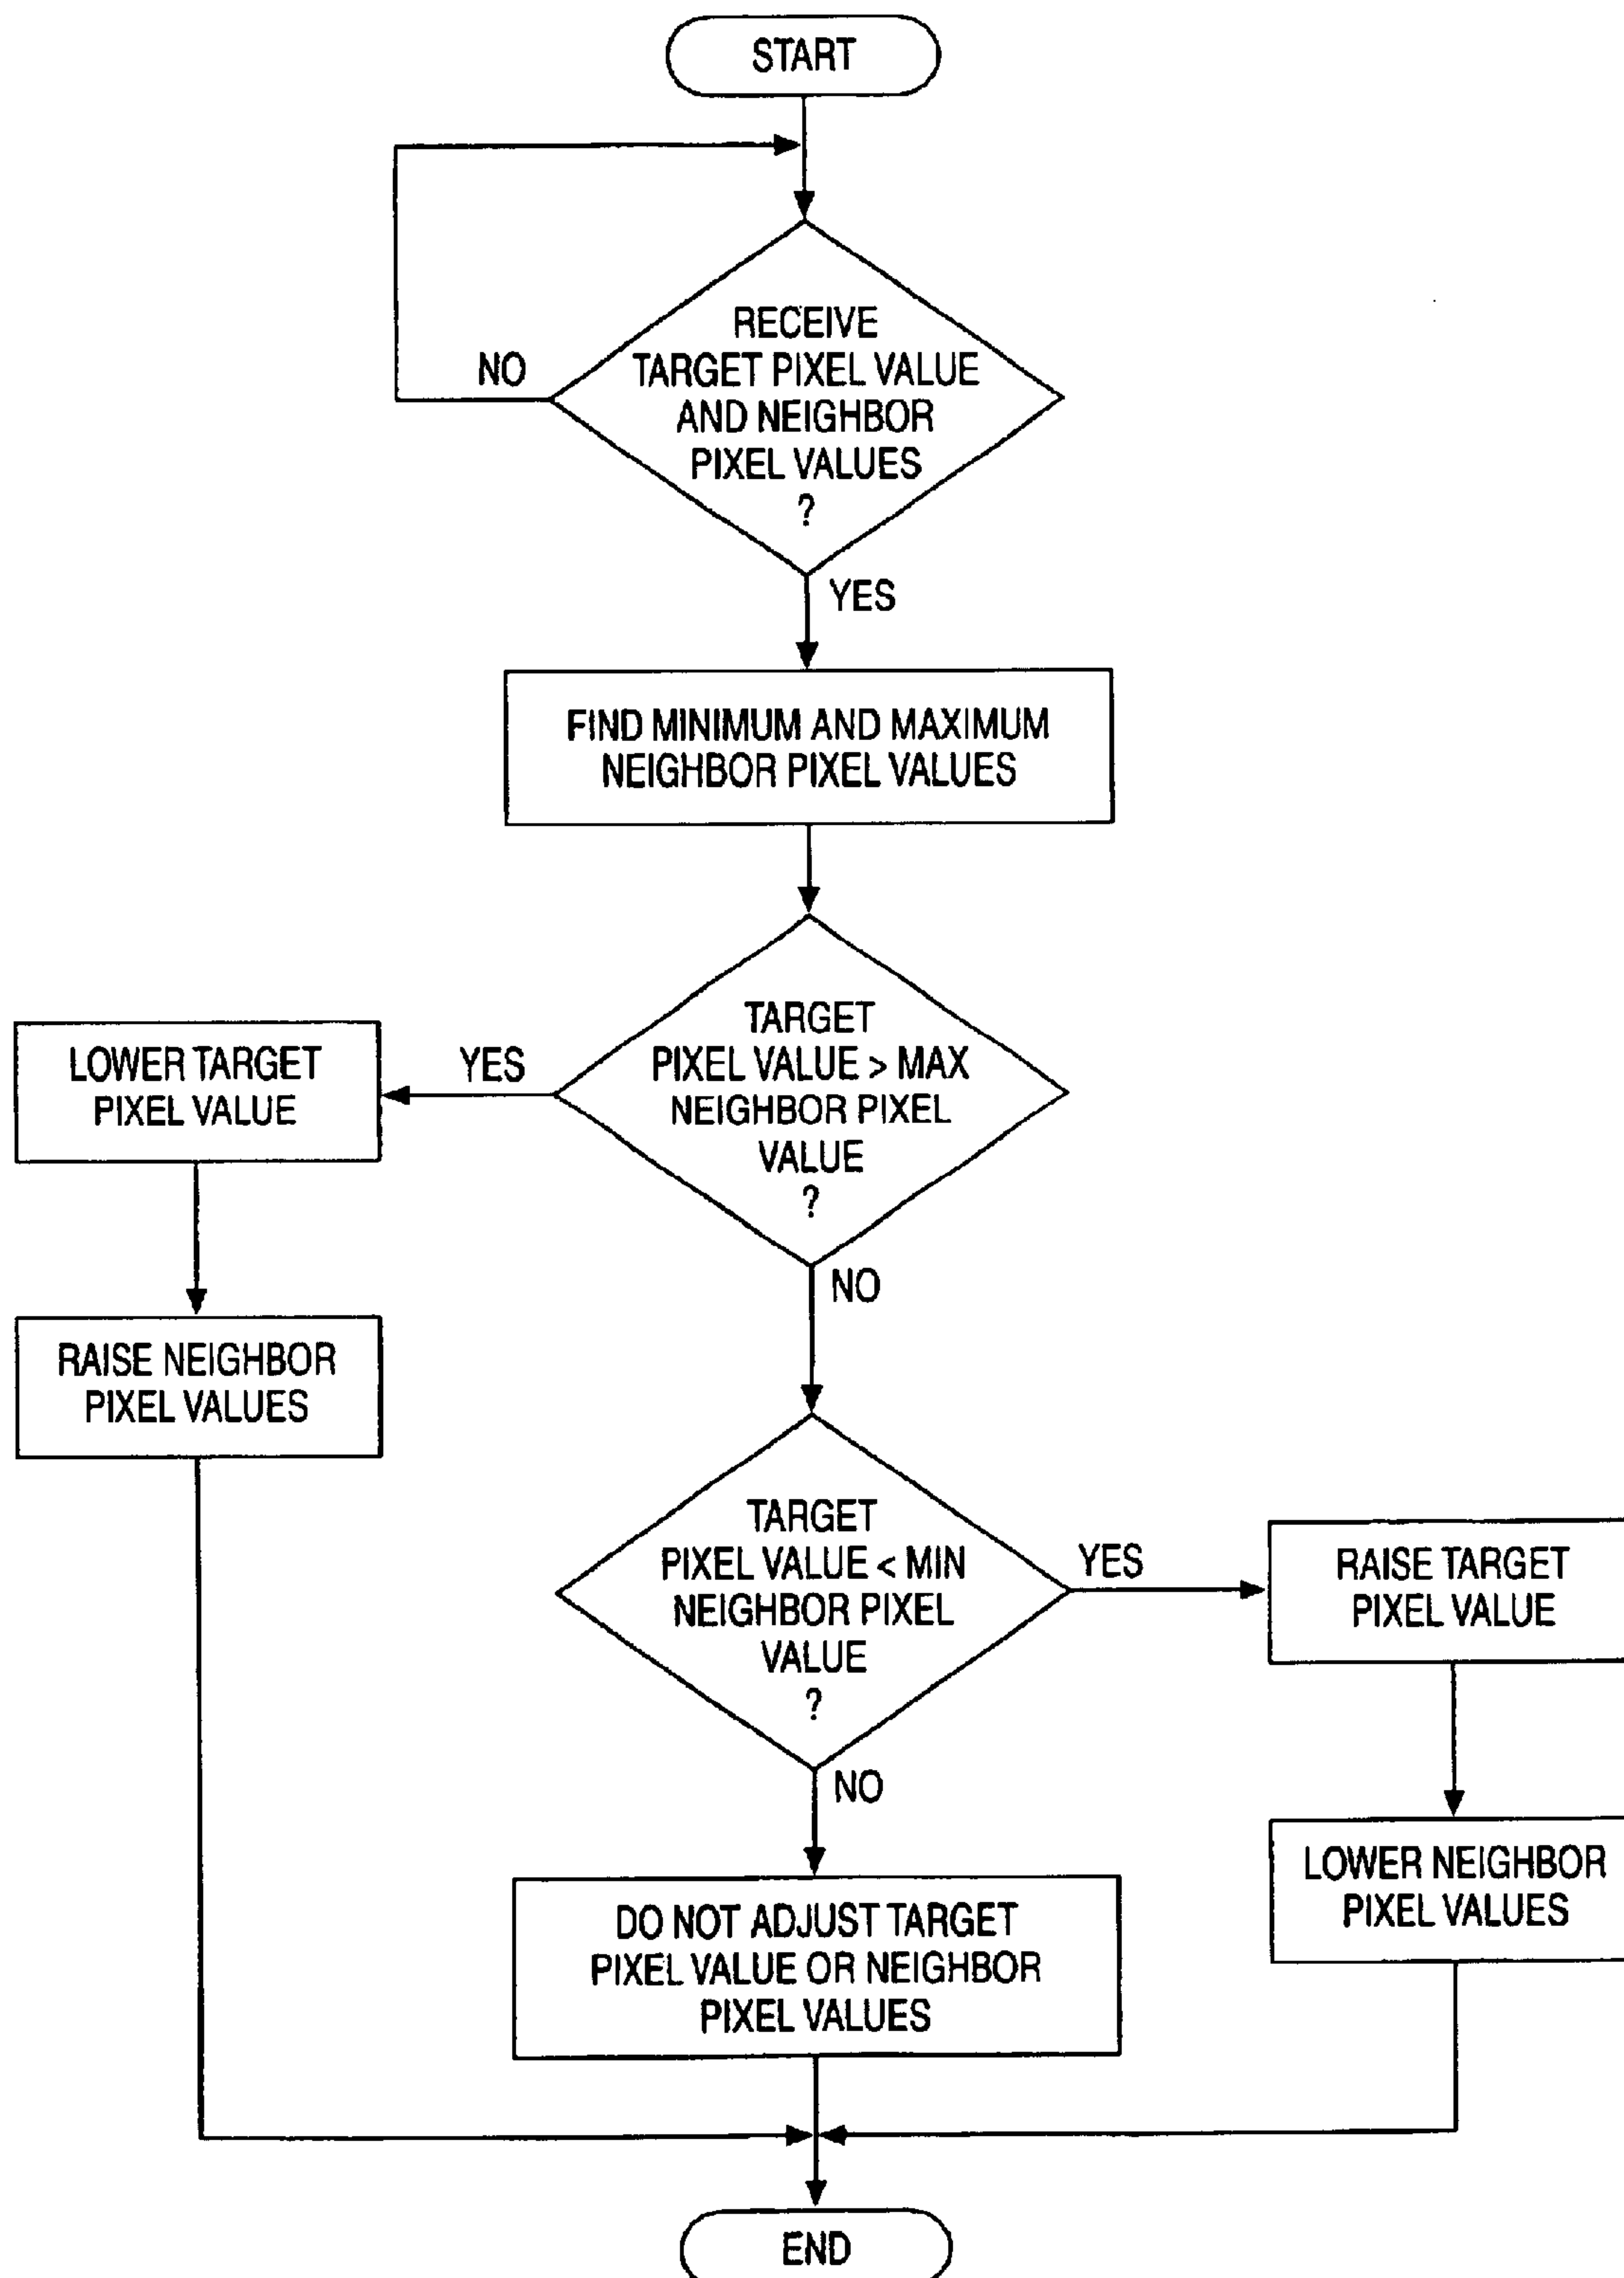 START
RECEIVE
TARGET PIXEL VALUE
AND NEIGHBOR
PIXEL VALUES
?
NO
YES
FIND MINIMUM AND MAXIMUM
NEIGHBOR PIXEL VALUES
TARGET
PIXEL VALUE > MAX
NEIGHBOR PIXEL
VALUE
?
YES
LOWER TARGET
PIXEL VALUE
NO
RAISE NEIGHBOR
PIXEL VALUES
TARGET
PIXEL VALUE < MIN
NEIGHBOR PIXEL
VALUE
?
YES
RAISE TARGET
PIXEL VALUE
NO
LOWER NEIGHBOR
PIXEL VALUES
DO NOT ADJUST TARGET
PIXEL VALUE OR NEIGHBOR
PIXEL VALUES
END